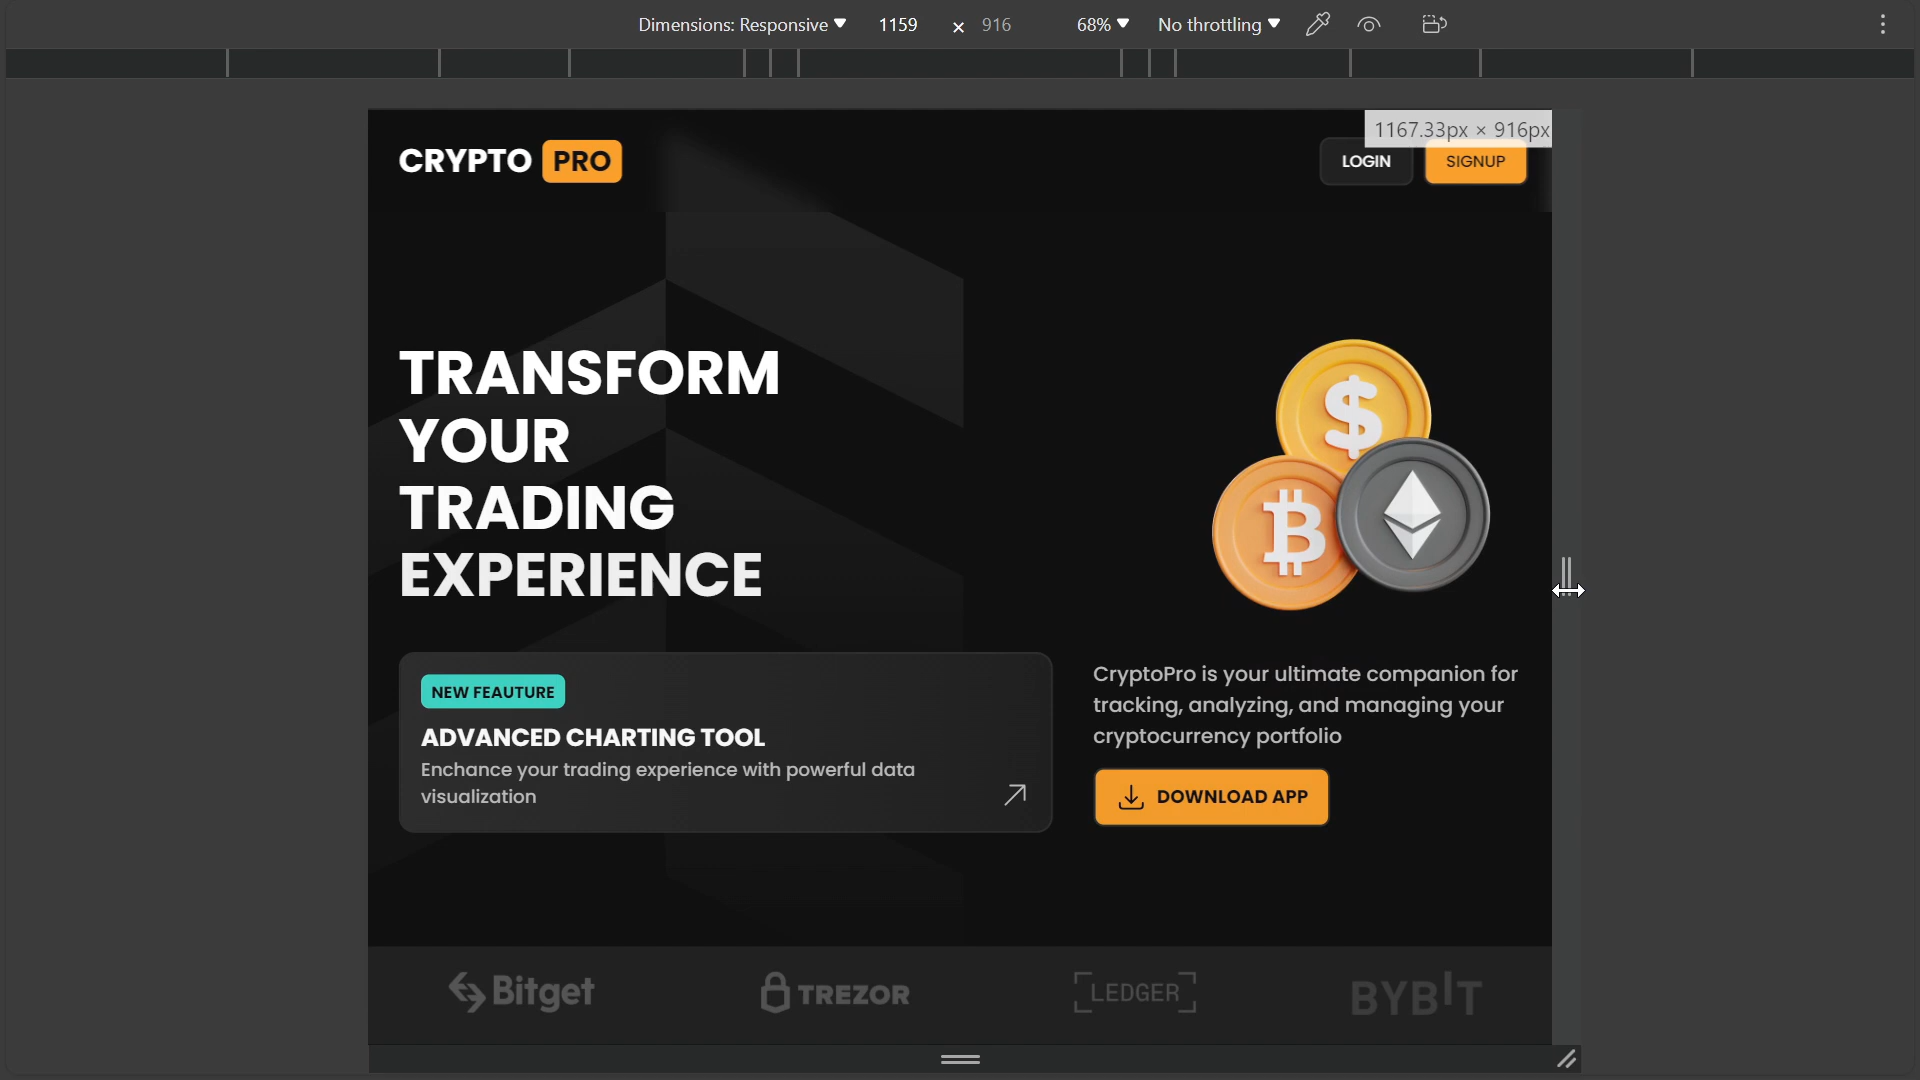 Dimensions: Responsive 1159 × 916 68% No throttling
1167.33px × 916px
CRYPTO PRO LOGIN SIGNUP
TRANSFORM
YOUR
TRADING
EXPERIENCE
NEW FEAUTURE
ADVANCED CHARTING TOOL
Enchance your trading experience with powerful data
visualization
CryptoPro is your ultimate companion for
tracking, analyzing, and managing your
cryptocurrency portfolio
DOWNLOAD APP
Bitget TREZOR LEDGER BYBIT